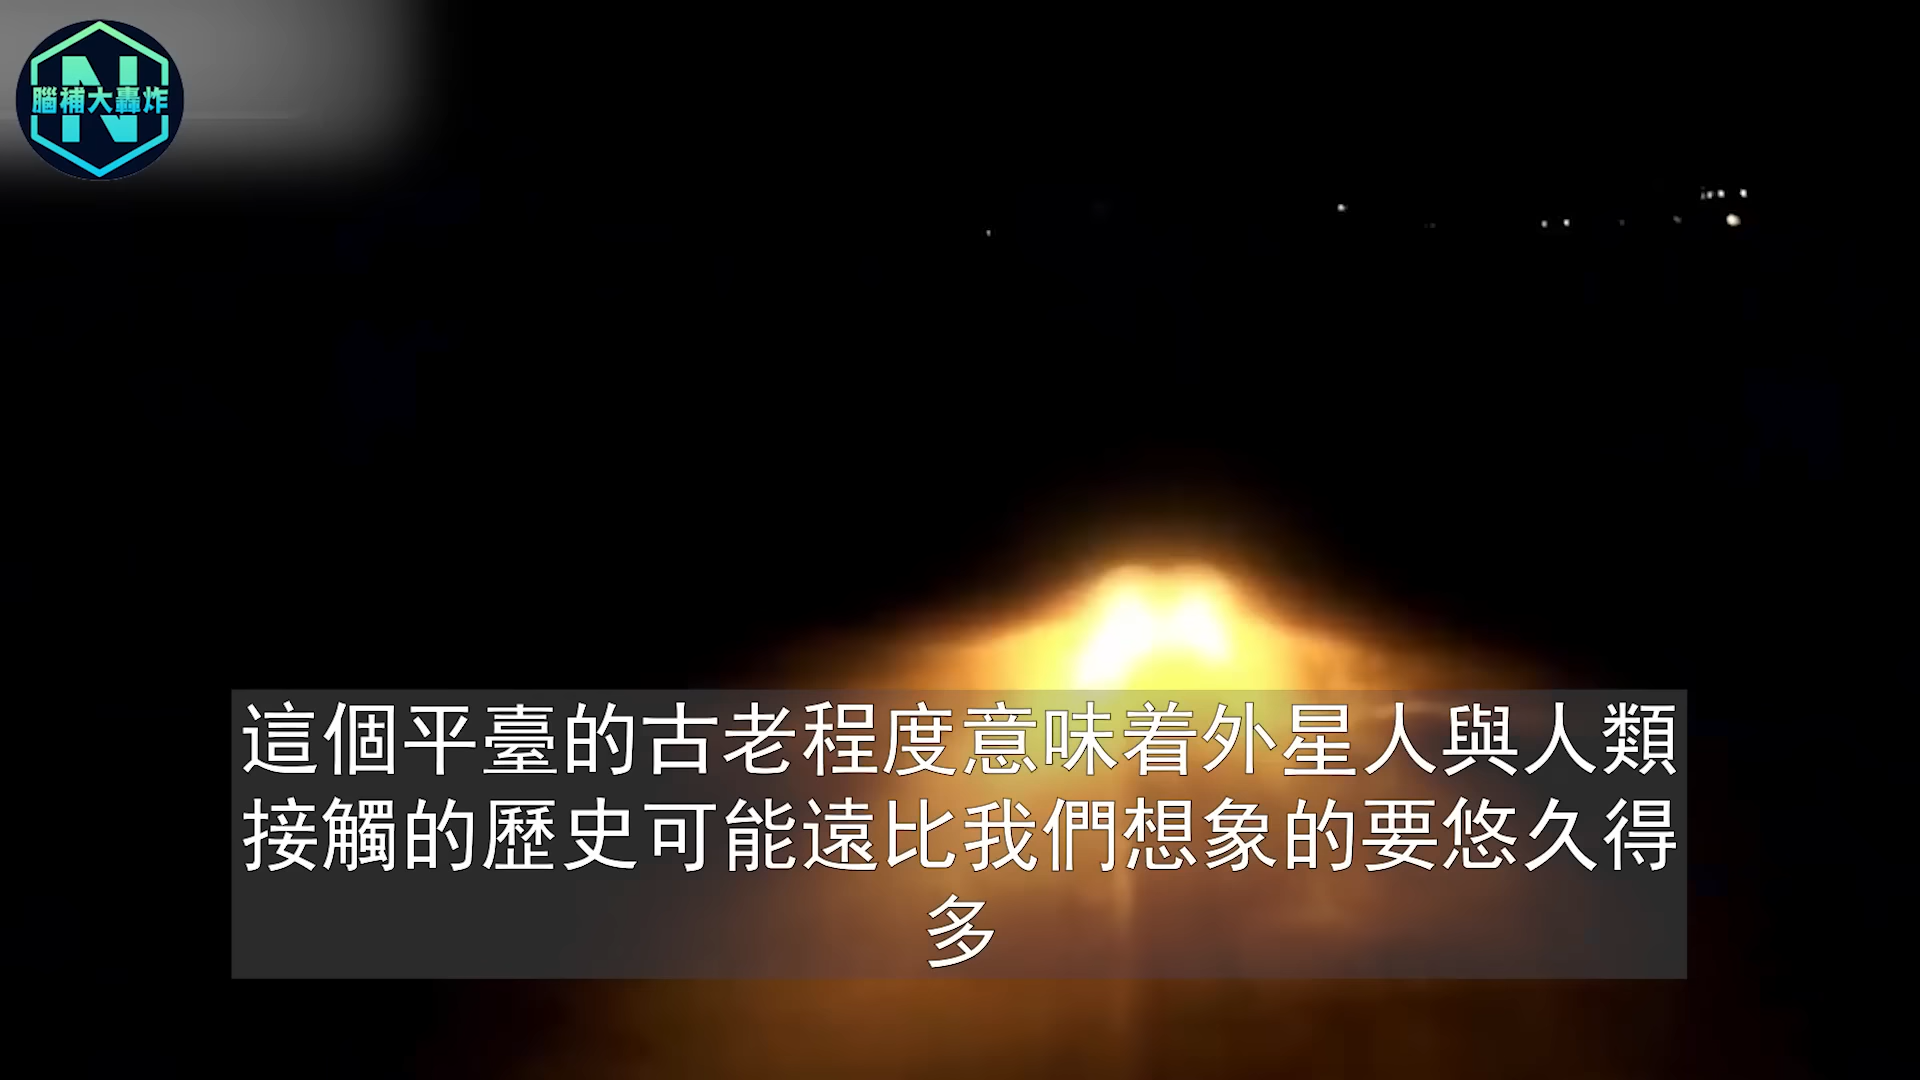 腦補大轟炸
N
這個平臺的古老程度意味着外星人與人類
接觸的歷史可能遠比我們想象的要悠久得
多